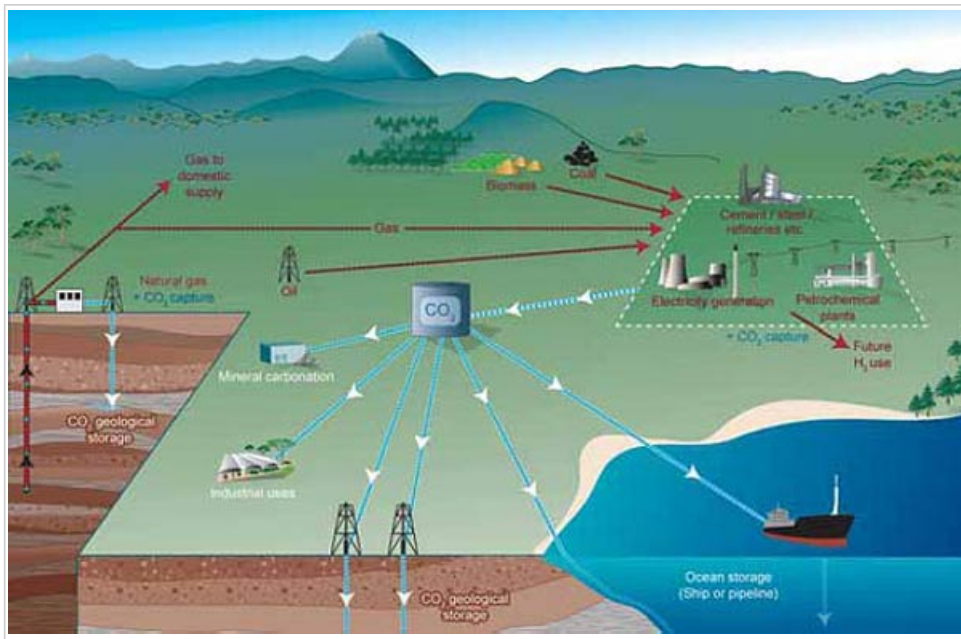 Gas to
domestic
supply
Biomass
Coal
Cement / steel /
refineries etc
Gas
Oil
Natural gas
+ CO₂ capture
Electricity generation
Petrochemical
plants
+ CO₂ capture
Future
H₂ use
CO₂
Mineral carbonation
CO₂ geological
storage
Industrial uses
CO₂ geological
storage
Ocean storage
(Ship or pipeline)